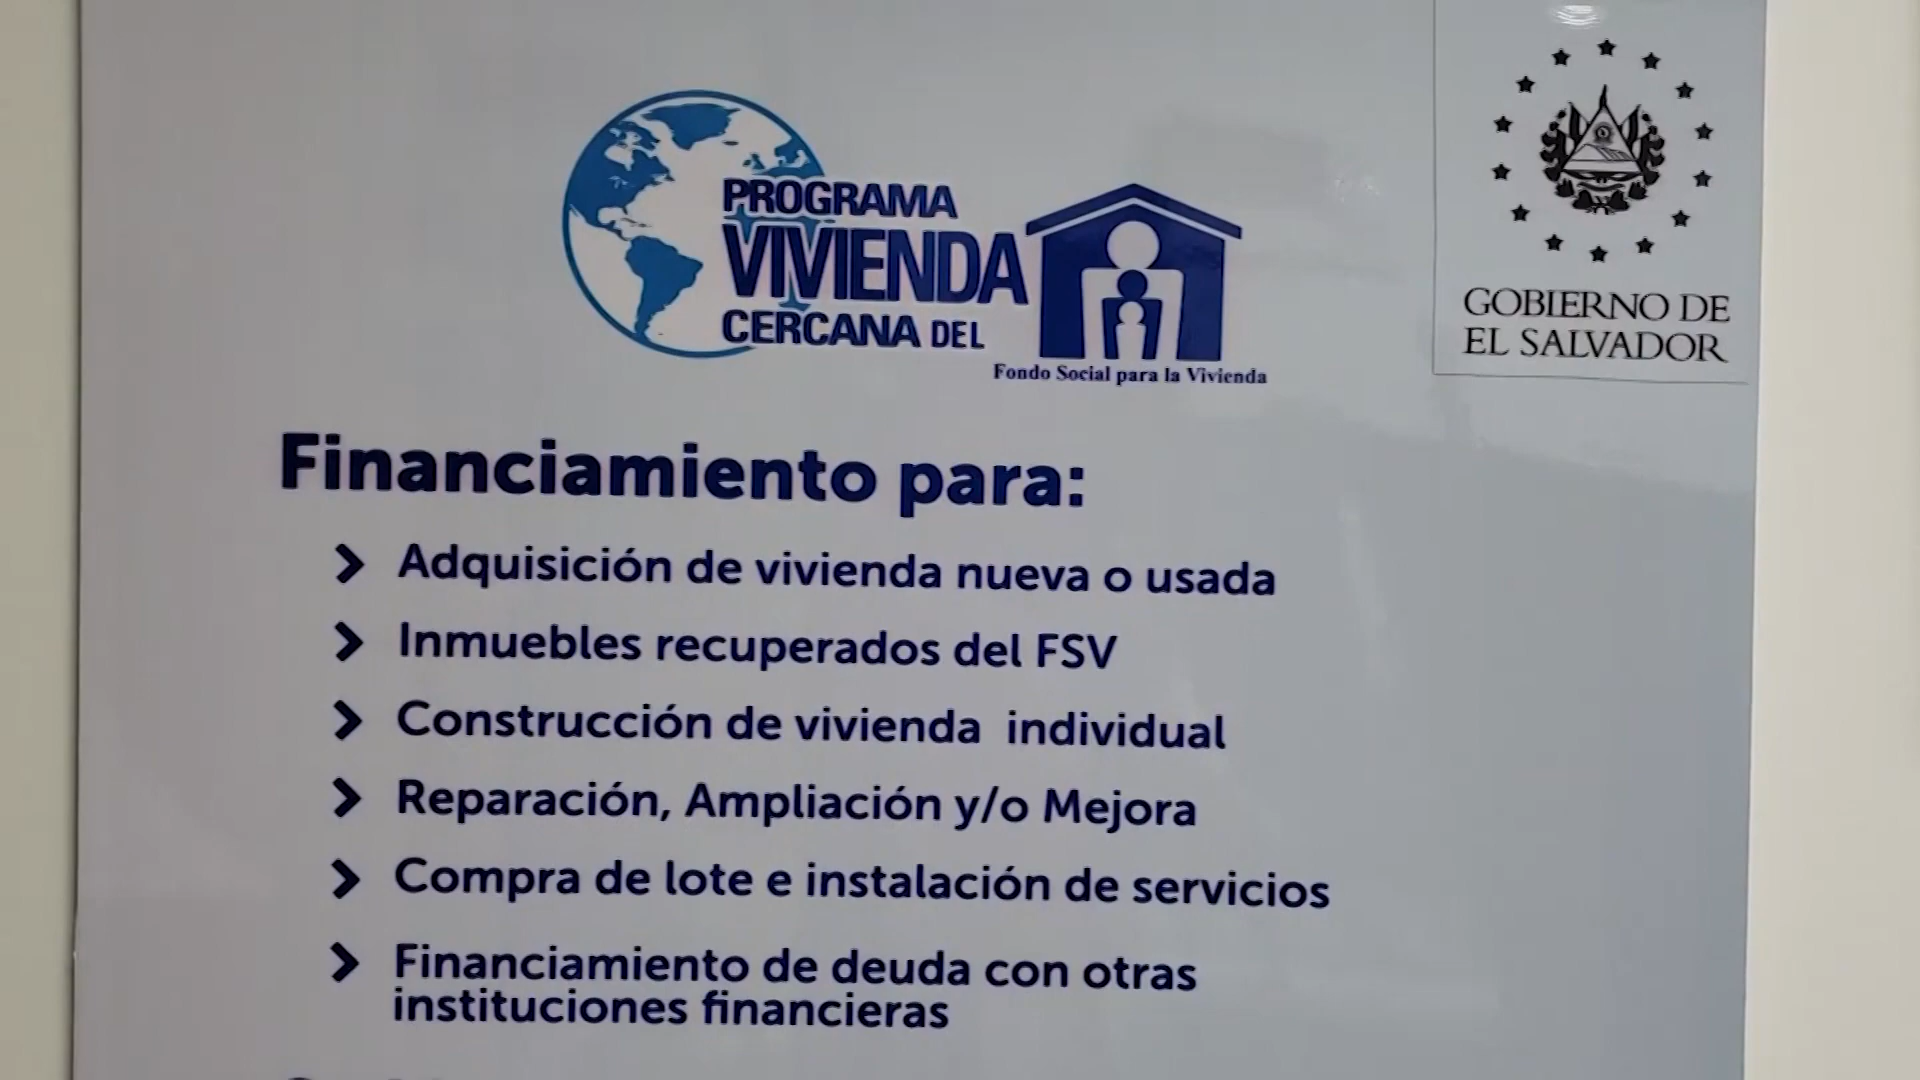 PROGRAMA
VIVIENDA
CERCANA DEL
Fondo Social para la Vivienda
GOBIERNO DE
EL SALVADOR
Financiamiento para:
Adquisición de vivienda nueva o usada
Inmuebles recuperados del FSV
Construcción de vivienda individual
Reparación, Ampliación y/o Mejora
Compra de lote e instalación de servicios
Financiamiento de deuda con otras
instituciones financieras